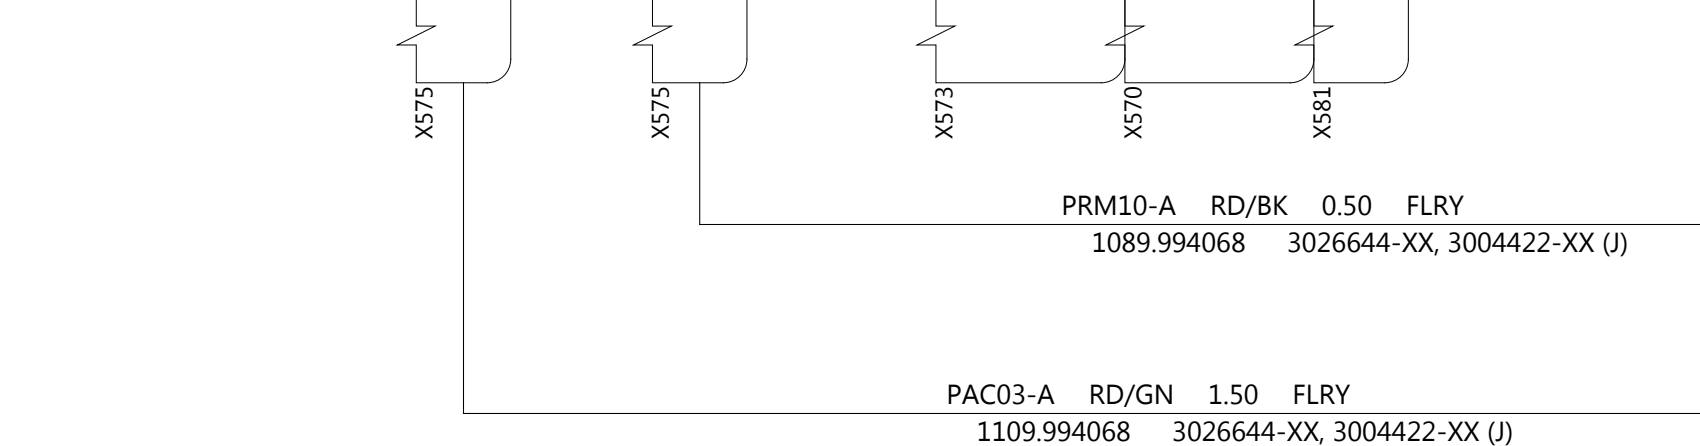 X575
X575
X573
X570
X581
PRM10-A RD/BK 0.50 FLRY
1089.994068 3026644-XX, 3004422-XX (J)
PAC03-A RD/GN 1.50 FLRY
1109.994068 3026644-XX, 3004422-XX (J)